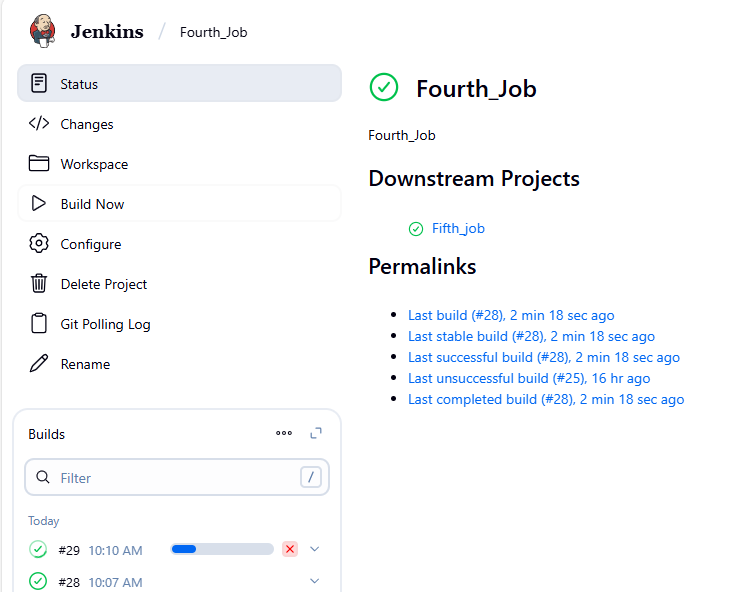 Jenkins / Fourth_Job
Status
Changes
Workspace
Build Now
Configure
Delete Project
Git Polling Log
Rename
Builds
Filter /
Today
#29 10:10 AM
#28 10:07 AM
Fourth_Job
Fourth_Job
Downstream Projects
Fifth_job
Permalinks
Last build (#28), 2 min 18 sec ago
Last stable build (#28), 2 min 18 sec ago
Last successful build (#28), 2 min 18 sec ago
Last unsuccessful build (#25), 16 hr ago
Last completed build (#28), 2 min 18 sec ago